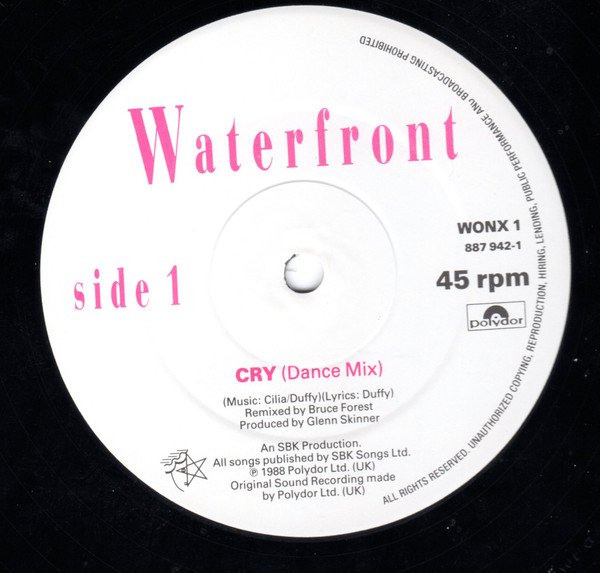 Waterfront
side 1
WONX 1
887 942-1
45 rpm
polydor
CRY (Dance Mix)
(Music: Cilia/Duffy)(Lyrics: Duffy)
Remixed by Bruce Forest
Produced by Glenn Skinner
An SBK Production.
All songs published by SBK Songs Ltd.
℗ 1988 Polydor Ltd. (UK)
Original Sound Recording made
by Polydor Ltd. (UK)
ALL RIGHTS RESERVED. UNAUTHORIZED COPYING, REPRODUCTION, HIRING, LENDING, PUBLIC PERFORMANCE AND BROADCASTING PROHIBITED